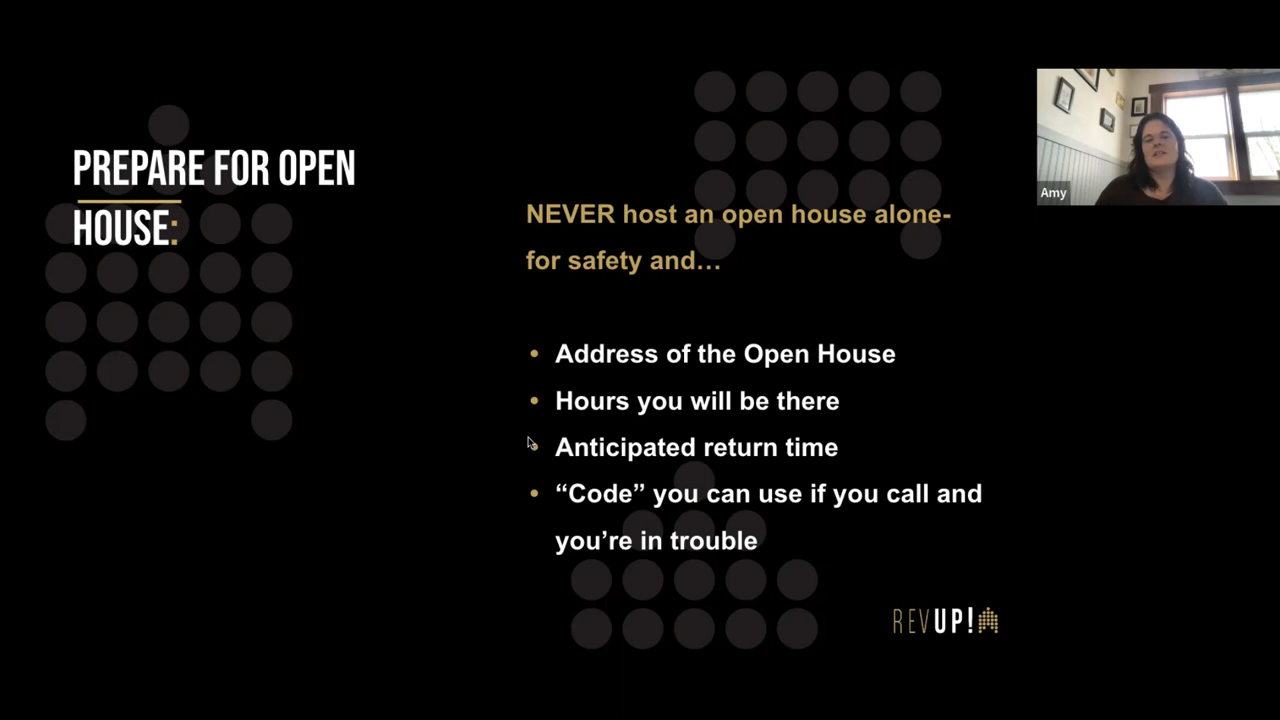 PREPARE FOR OPEN
HOUSE:
NEVER host an open house alone-
for safety and…
• Address of the Open House
• Hours you will be there
• Anticipated return time
• “Code” you can use if you call and
you’re in trouble
Amy
REVUP!